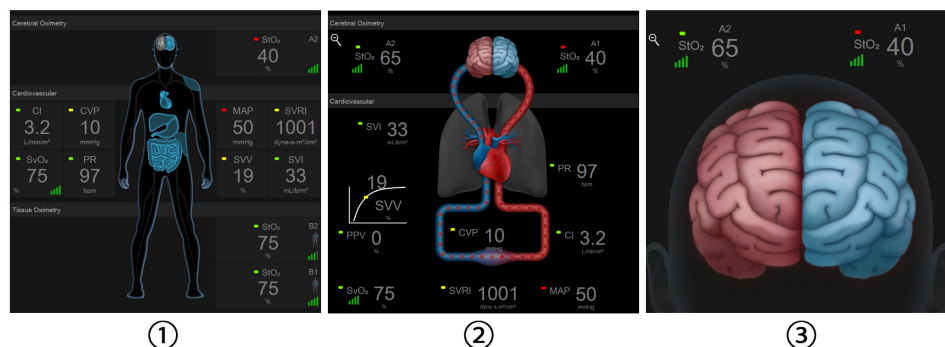 Cerebral Oximetry
StO₂ A2
40
%
Cardiovascular
CI CVP MAP SVRI
3.2 10 50 1001
L/min/m² mmHg mmHg dyne-s-m²/cm⁵
SvO₂ PR SVV SVI
75 97 19 33
% bpm % mL/b/m²
Tissue Oximetry
StO₂ B2
75
%
StO₂ B1
75
%
①
Cerebral Oximetry
A2 A1
StO₂ 65 StO₂ 40
% %
Cardiovascular
SVI 33
mL/b/m²
PR 97
bpm
19
SVV
%
PPV 0
%
CVP 10
mmHg
CI 3.2
L/min/m²
SvO₂ 75
%
SVRI 1001
dyne-s-m²/cm⁵
MAP 50
mmHg
②
A2 A1
StO₂ 65 StO₂ 40
% %
③